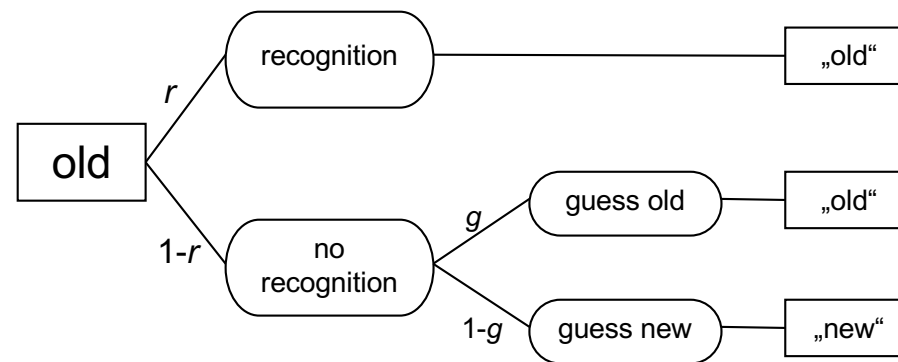 recognition
„old“
r
old
guess old
„old“
g
1-r
no
recognition
1-g
guess new
„new“